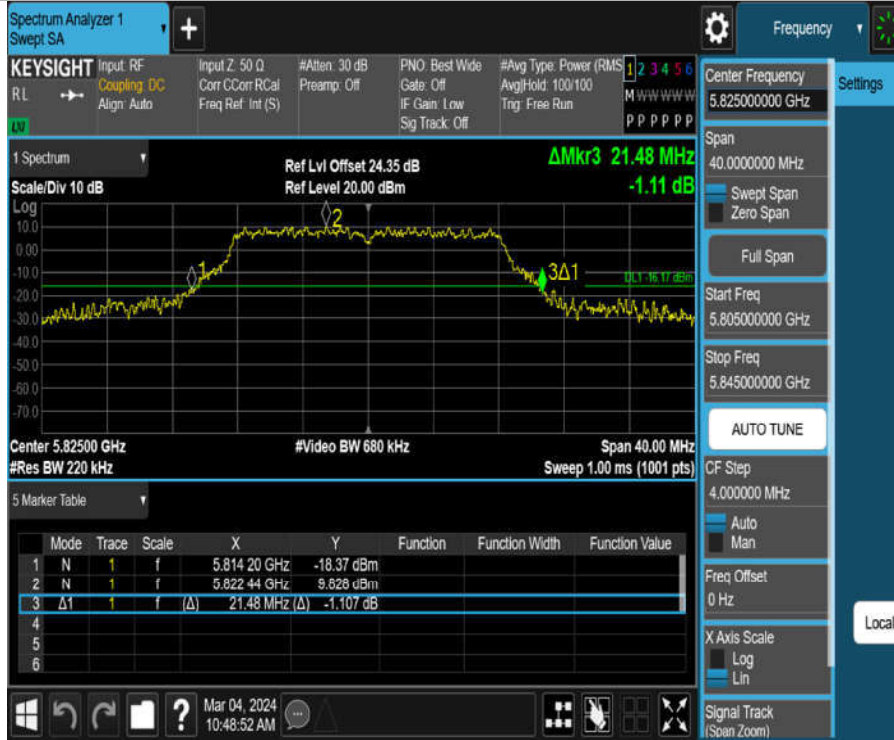 Spectrum Analyzer 1
Swept SA
Frequency
KEYSIGHT
Input: RF
Input Z: 50 Ω
#Atten: 30 dB
PNO: Best Wide
#Avg Type: Power (RMS
1 2 3 4 5 6
RL
Coupling: DC
Corr CCorr RCal
Preamp: Off
Gate: Off
Avg|Hold: 100/100
M W W W W W
Align: Auto
Freq Ref: Int (S)
IF Gain: Low
Trig: Free Run
P P P P P P
Sig Track: Off
LXI
Center Frequency
5.825000000 GHz
Settings
Span
40.0000000 MHz
Swept Span
Zero Span
Full Span
Start Freq
5.805000000 GHz
Stop Freq
5.845000000 GHz
AUTO TUNE
CF Step
4.000000 MHz
Auto
Man
Freq Offset
0 Hz
X Axis Scale
Log
Lin
Signal Track
(Span Zoom)
Local
1 Spectrum
Scale/Div 10 dB
Ref Lvl Offset 24.35 dB
Ref Level 20.00 dBm
ΔMkr3 21.48 MHz
-1.11 dB
Log
10.0
0.00
-10.0
-20.0
-30.0
-40.0
-50.0
-60.0
-70.0
1
2
3Δ1
DL1 -16.17 dBm
Center 5.82500 GHz
#Video BW 680 kHz
Span 40.00 MHz
#Res BW 220 kHz
Sweep 1.00 ms (1001 pts)
5 Marker Table
Mode Trace Scale X Y Function Function Width Function Value
1 N 1 f 5.814 20 GHz -18.37 dBm
2 N 1 f 5.822 44 GHz 9.828 dBm
3 Δ1 1 f (Δ) 21.48 MHz (Δ) -1.107 dB
4
5
6
?
Mar 04, 2024
10:48:52 AM